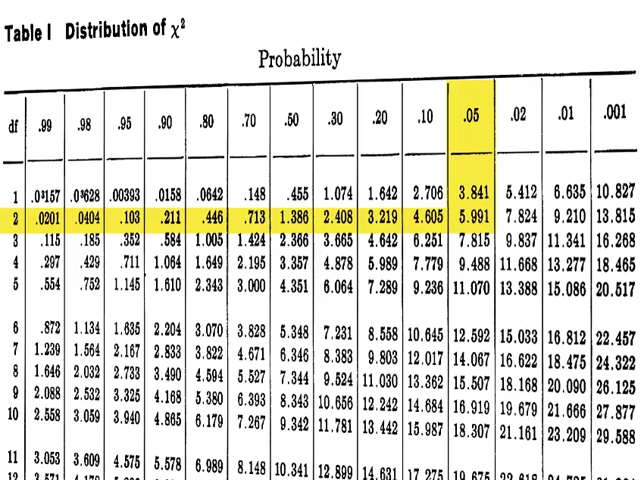 Table I Distribution of χ²
Probability
df .99 .98 .95 .90 .80 .70 .50 .30 .20 .10 .05 .02 .01 .001
1 .0³157 .0³628 .00393 .0158 .0642 .148 .455 1.074 1.642 2.706 3.841 5.412 6.635 10.827
2 .0201 .0404 .103 .211 .446 .713 1.386 2.408 3.219 4.605 5.991 7.824 9.210 13.815
3 .115 .185 .352 .584 1.005 1.424 2.366 3.665 4.642 6.251 7.815 9.837 11.341 16.268
4 .297 .429 .711 1.064 1.649 2.195 3.357 4.878 5.989 7.779 9.488 11.668 13.277 18.465
5 .554 .752 1.145 1.610 2.343 3.000 4.351 6.064 7.289 9.236 11.070 13.388 15.086 20.517
6 .872 1.134 1.635 2.204 3.070 3.828 5.348 7.231 8.558 10.645 12.592 15.033 16.812 22.457
7 1.239 1.564 2.167 2.833 3.822 4.671 6.346 8.383 9.803 12.017 14.067 16.622 18.475 24.322
8 1.646 2.032 2.733 3.490 4.594 5.527 7.344 9.524 11.030 13.362 15.507 18.168 20.090 26.125
9 2.088 2.532 3.325 4.168 5.380 6.393 8.343 10.656 12.242 14.684 16.919 19.679 21.666 27.877
10 2.558 3.059 3.940 4.865 6.179 7.267 9.342 11.781 13.442 15.987 18.307 21.161 23.209 29.588
11 3.053 3.609 4.575 5.578 6.989 8.148 10.341 12.899 14.631 17.275 19.675